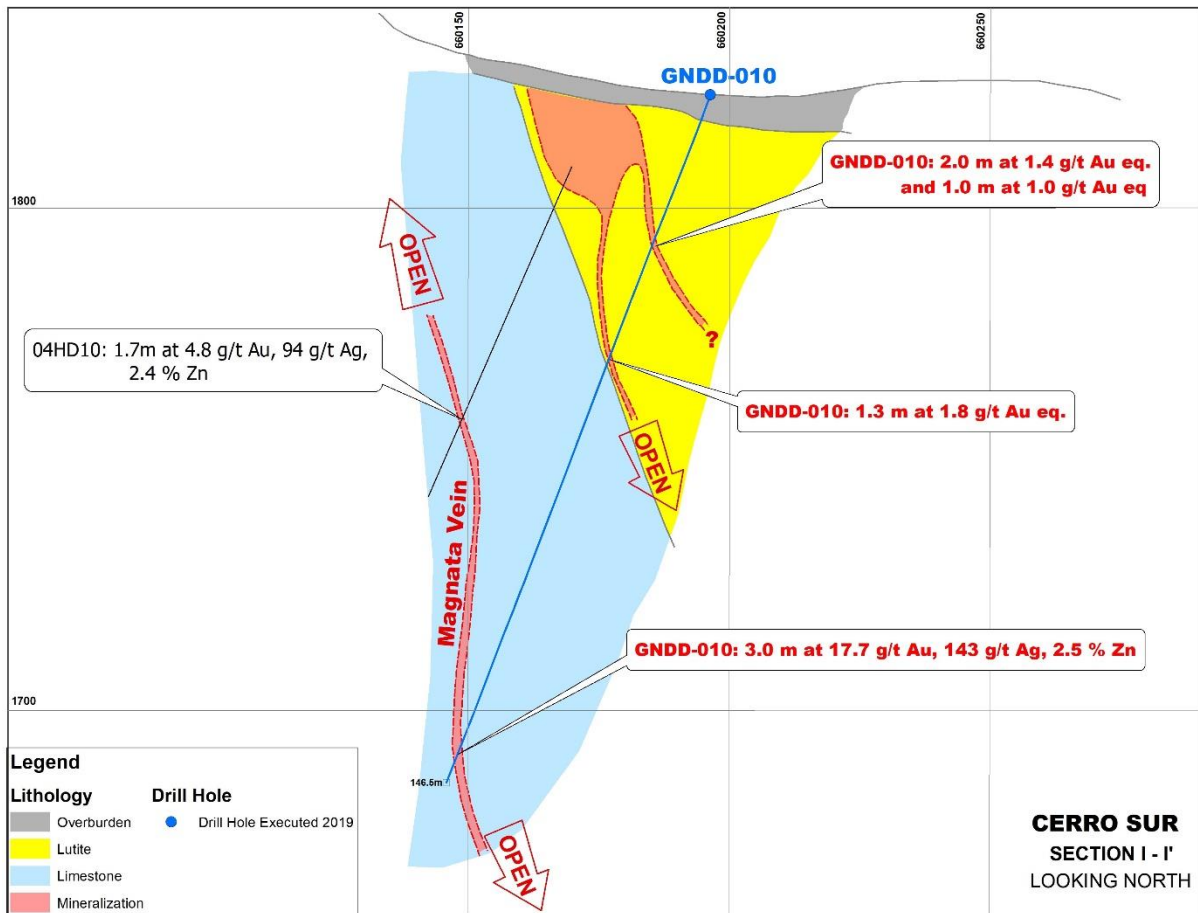 660150
660200
660250
GNDD-010
GNDD-010: 2.0 m at 1.4 g/t Au eq.
and 1.0 m at 1.0 g/t Au eq
1800
OPEN
04HD10: 1.7m at 4.8 g/t Au, 94 g/t Ag,
2.4 % Zn
?
GNDD-010: 1.3 m at 1.8 g/t Au eq.
OPEN
Magnata Vein
GNDD-010: 3.0 m at 17.7 g/t Au, 143 g/t Ag, 2.5 % Zn
1700
146.5m
OPEN
Legend
Lithology
Overburden
Lutite
Limestone
Mineralization
Drill Hole
Drill Hole Executed 2019
CERRO SUR
SECTION I - I'
LOOKING NORTH